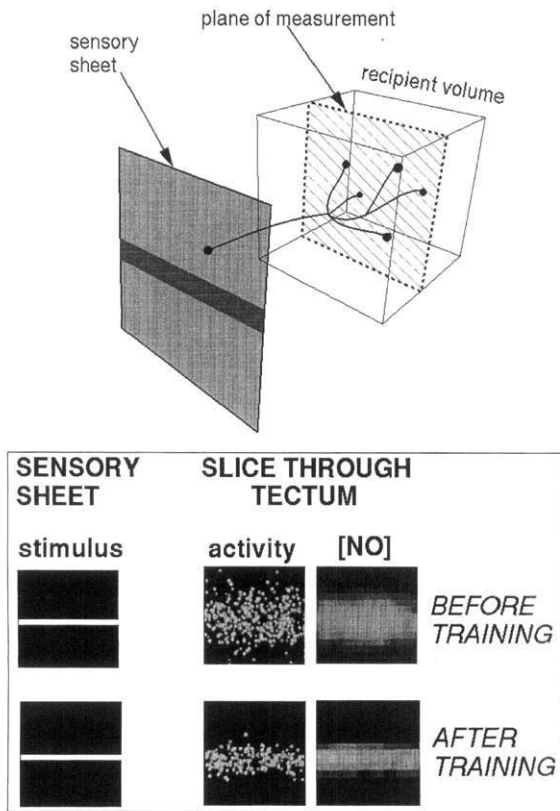 plane of measurement
sensory
sheet
recipient volume
SENSORY
SHEET
SLICE THROUGH
TECTUM
stimulus
activity
[NO]
BEFORE
TRAINING
AFTER
TRAINING